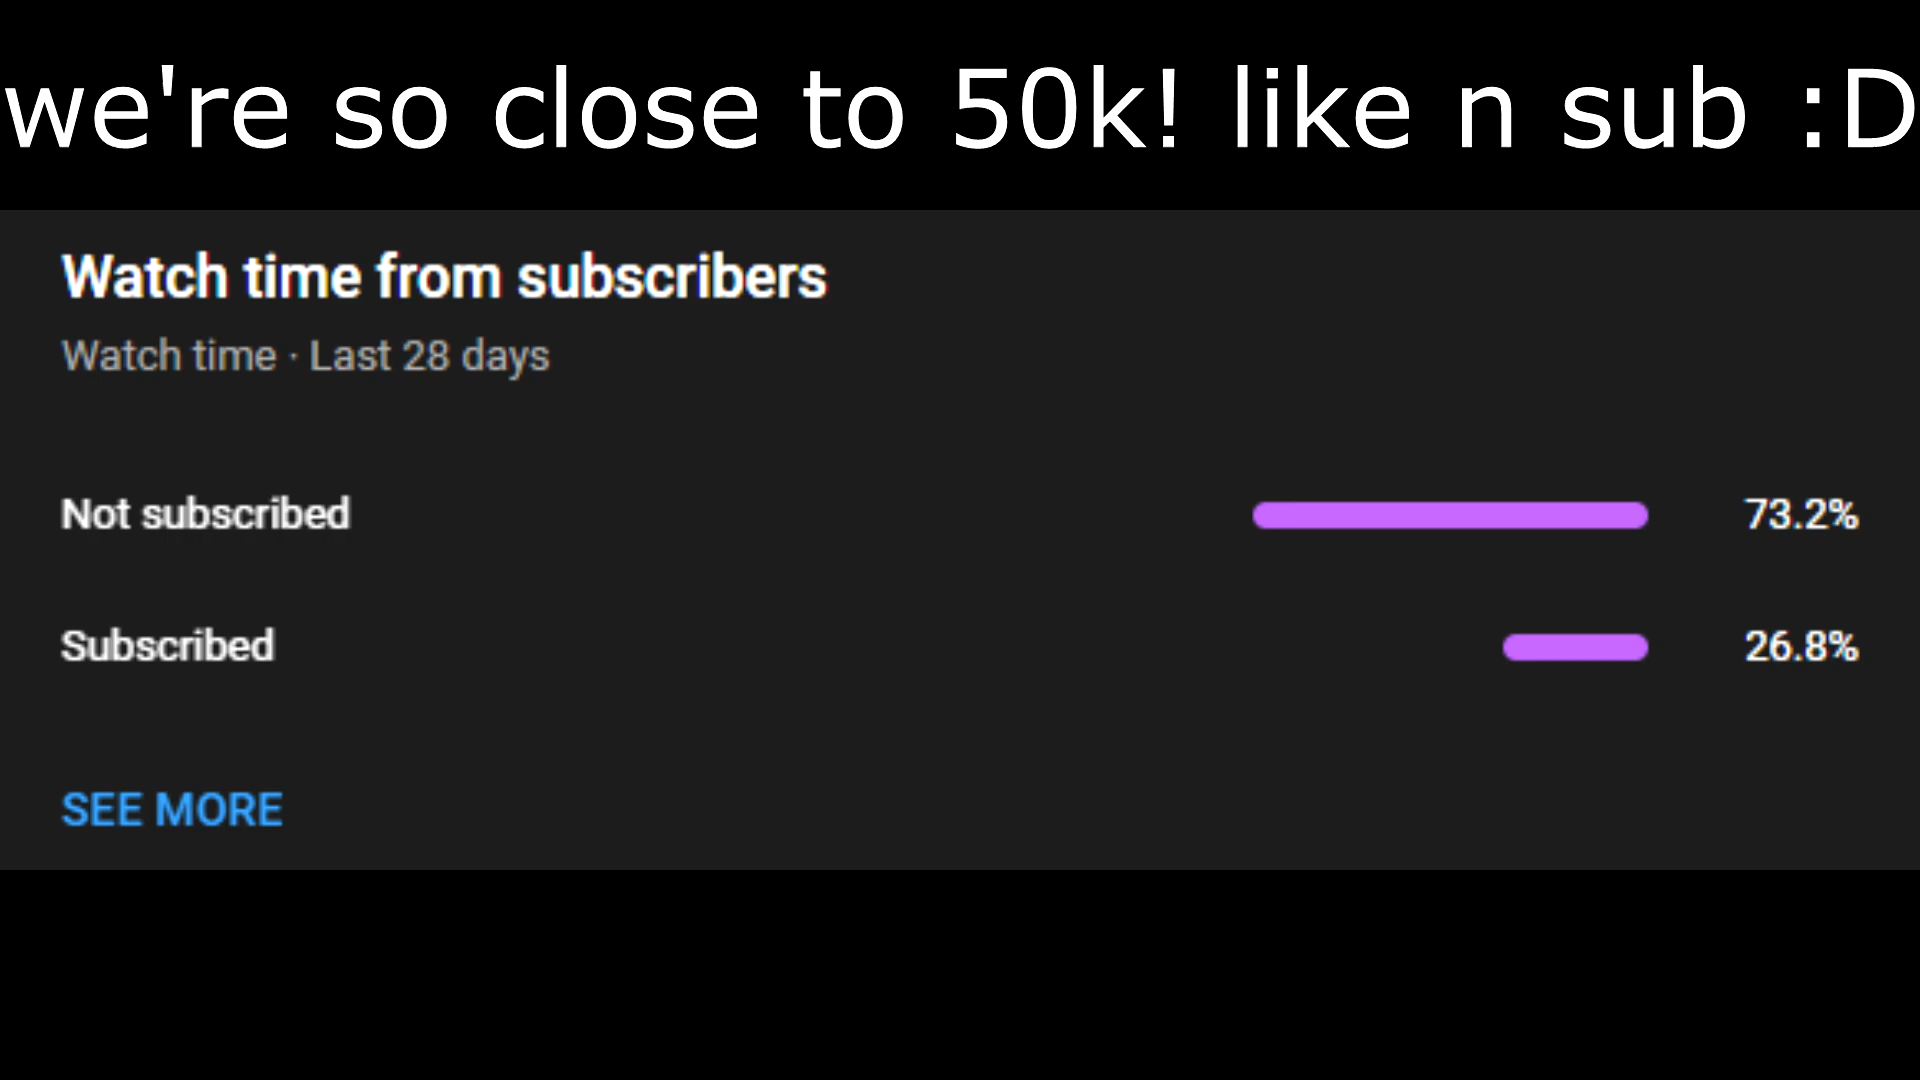 we're so close to 50k! like n sub :D
Watch time from subscribers
Watch time · Last 28 days
Not subscribed 73.2%
Subscribed 26.8%
SEE MORE